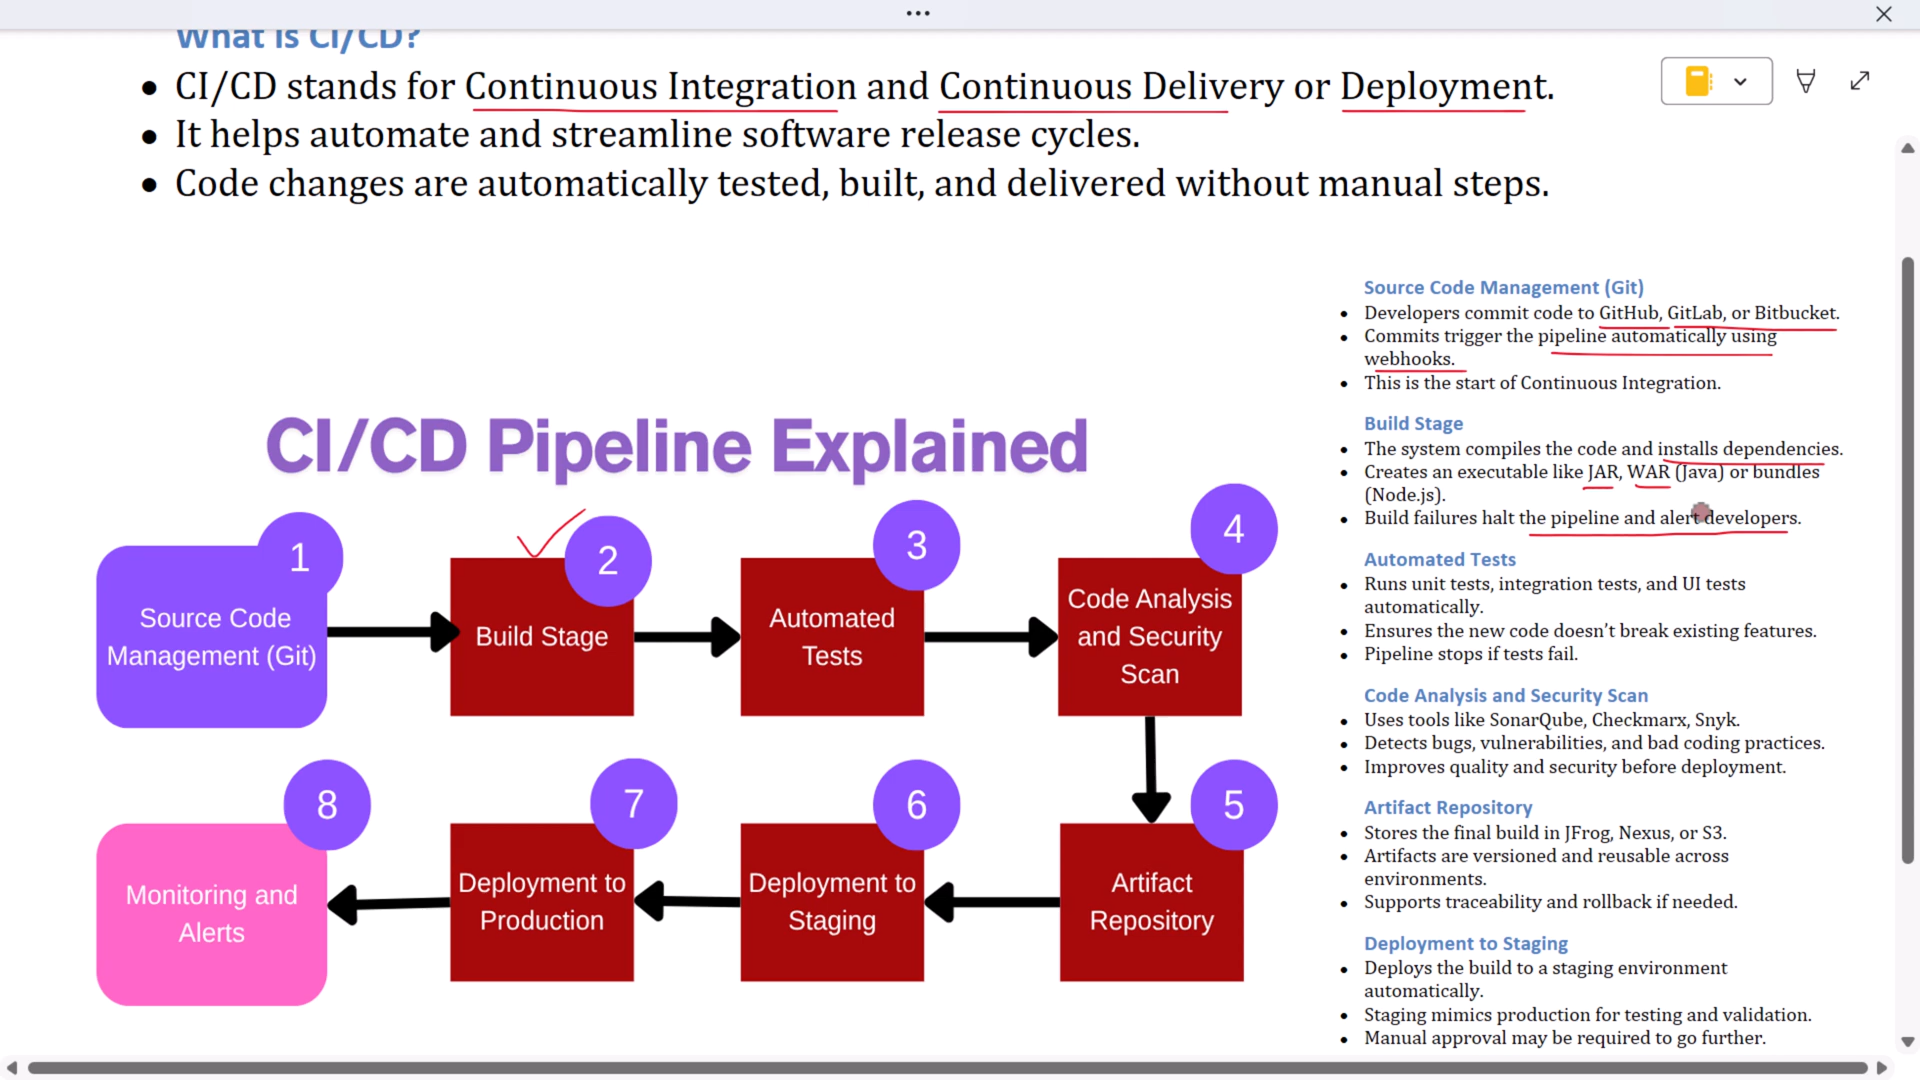 What is CI/CD?
• CI/CD stands for Continuous Integration and Continuous Delivery or Deployment.
• It helps automate and streamline software release cycles.
• Code changes are automatically tested, built, and delivered without manual steps.
CI/CD Pipeline Explained
1
Source Code
Management (Git)
2
Build Stage
3
Automated
Tests
4
Code Analysis
and Security
Scan
5
Artifact
Repository
6
Deployment to
Staging
7
Deployment to
Production
8
Monitoring and
Alerts
Source Code Management (Git)
• Developers commit code to GitHub, GitLab, or Bitbucket.
• Commits trigger the pipeline automatically using
webhooks.
• This is the start of Continuous Integration.
Build Stage
• The system compiles the code and installs dependencies.
• Creates an executable like JAR, WAR (Java) or bundles
(Node.js).
• Build failures halt the pipeline and alert developers.
Automated Tests
• Runs unit tests, integration tests, and UI tests
automatically.
• Ensures the new code doesn’t break existing features.
• Pipeline stops if tests fail.
Code Analysis and Security Scan
• Uses tools like SonarQube, Checkmarx, Snyk.
• Detects bugs, vulnerabilities, and bad coding practices.
• Improves quality and security before deployment.
Artifact Repository
• Stores the final build in JFrog, Nexus, or S3.
• Artifacts are versioned and reusable across
environments.
• Supports traceability and rollback if needed.
Deployment to Staging
• Deploys the build to a staging environment
automatically.
• Staging mimics production for testing and validation.
• Manual approval may be required to go further.